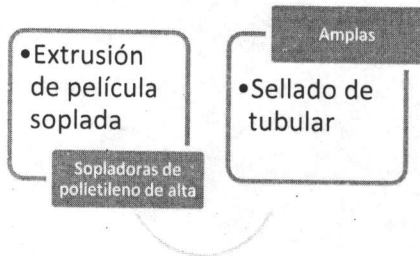 •Extrusión
de película
soplada
Sopladoras de
polietileno de alta
Amplas
•Sellado de
tubular